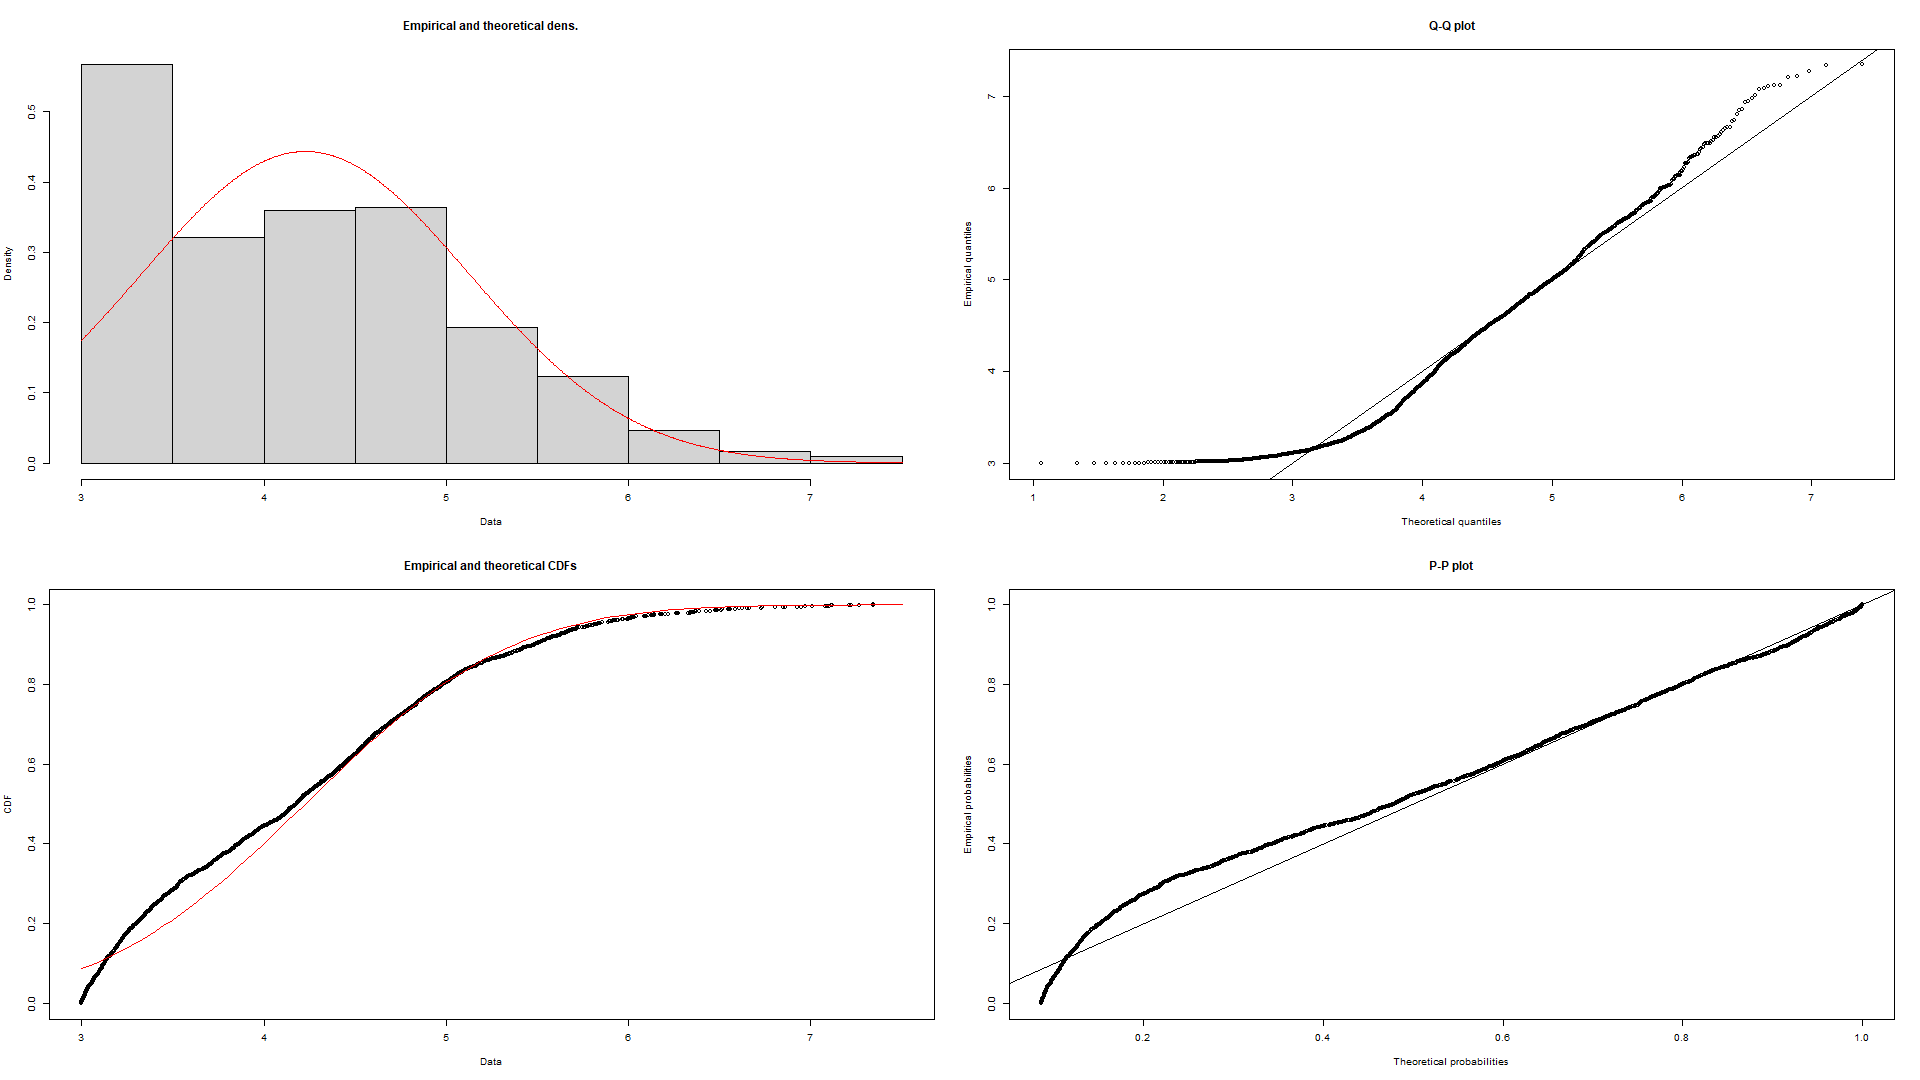 Empirical and theoretical dens.
Density
0.0 0.1 0.2 0.3 0.4 0.5
3 4 5 6 7
Data
Q-Q plot
Empirical quantiles
3 4 5 6 7
1 2 3 4 5 6 7
Theoretical quantiles
Empirical and theoretical CDFs
CDF
0.0 0.2 0.4 0.6 0.8 1.0
3 4 5 6 7
Data
P-P plot
Empirical probabilities
0.0 0.2 0.4 0.6 0.8 1.0
0.2 0.4 0.6 0.8 1.0
Theoretical probabilities